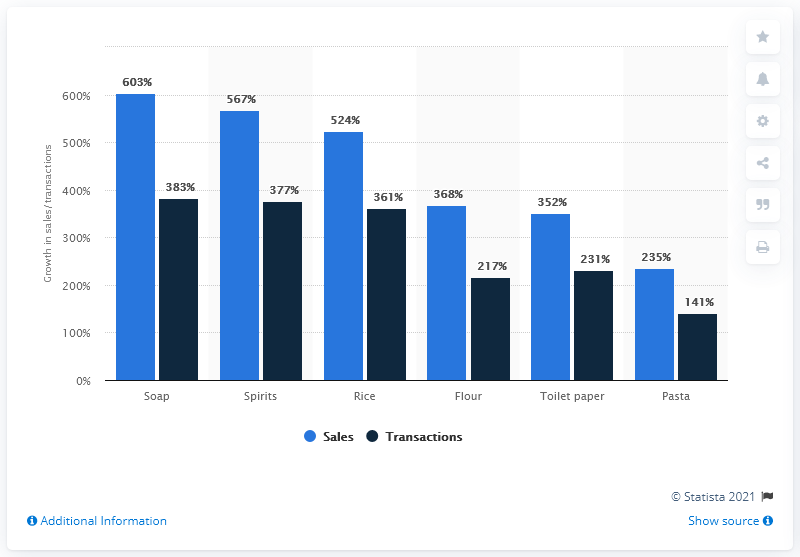 603%
567%
524%
383%
377%
361%
368%
217%
352%
231%
235%
141%
Growth in sales/transactions
600%
500%
400%
300%
200%
100%
0%
Soap
Spirits
Rice
Flour
Toilet paper
Pasta
Sales
Transactions
© Statista 2021
Additional Information
Show source